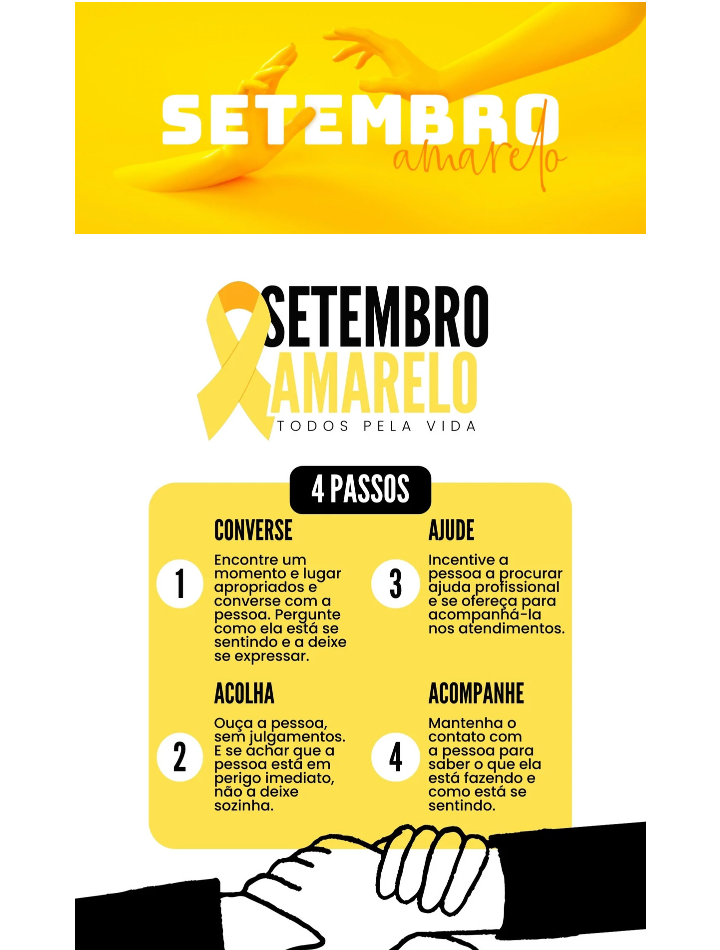 SETEMBRO
amarelo
SETEMBRO
AMARELO
TODOS PELA VIDA
4 PASSOS
1
CONVERSE
Encontre um
momento e lugar
apropriados e
converse com a
pessoa. Pergunte
como ela está se
sentindo e a deixe
se expressar.
2
ACOLHA
Ouça a pessoa,
sem julgamentos.
E se achar que a
pessoa está em
perigo imediato,
não a deixe
sozinha.
3
AJUDE
Incentive a
pessoa a procurar
ajuda profissional
e se ofereça para
acompanhá-la
nos atendimentos.
4
ACOMPANHE
Mantenha o
contato com
a pessoa para
saber o que ela
está fazendo e
como está se
sentindo.